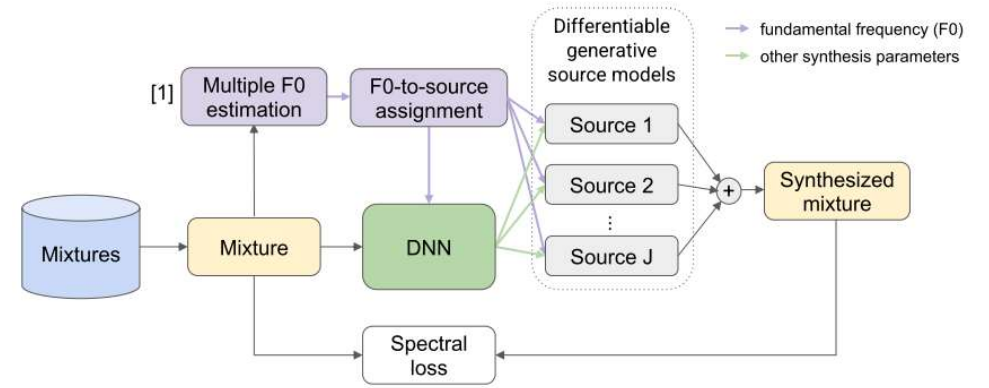 Differentiable
generative
source models
fundamental frequency (F0)
other synthesis parameters
[1]
Multiple F0
estimation
F0-to-source
assignment
Source 1
Source 2
⋮
Source J
+
Synthesized
mixture
Mixtures
Mixture
DNN
Spectral
loss